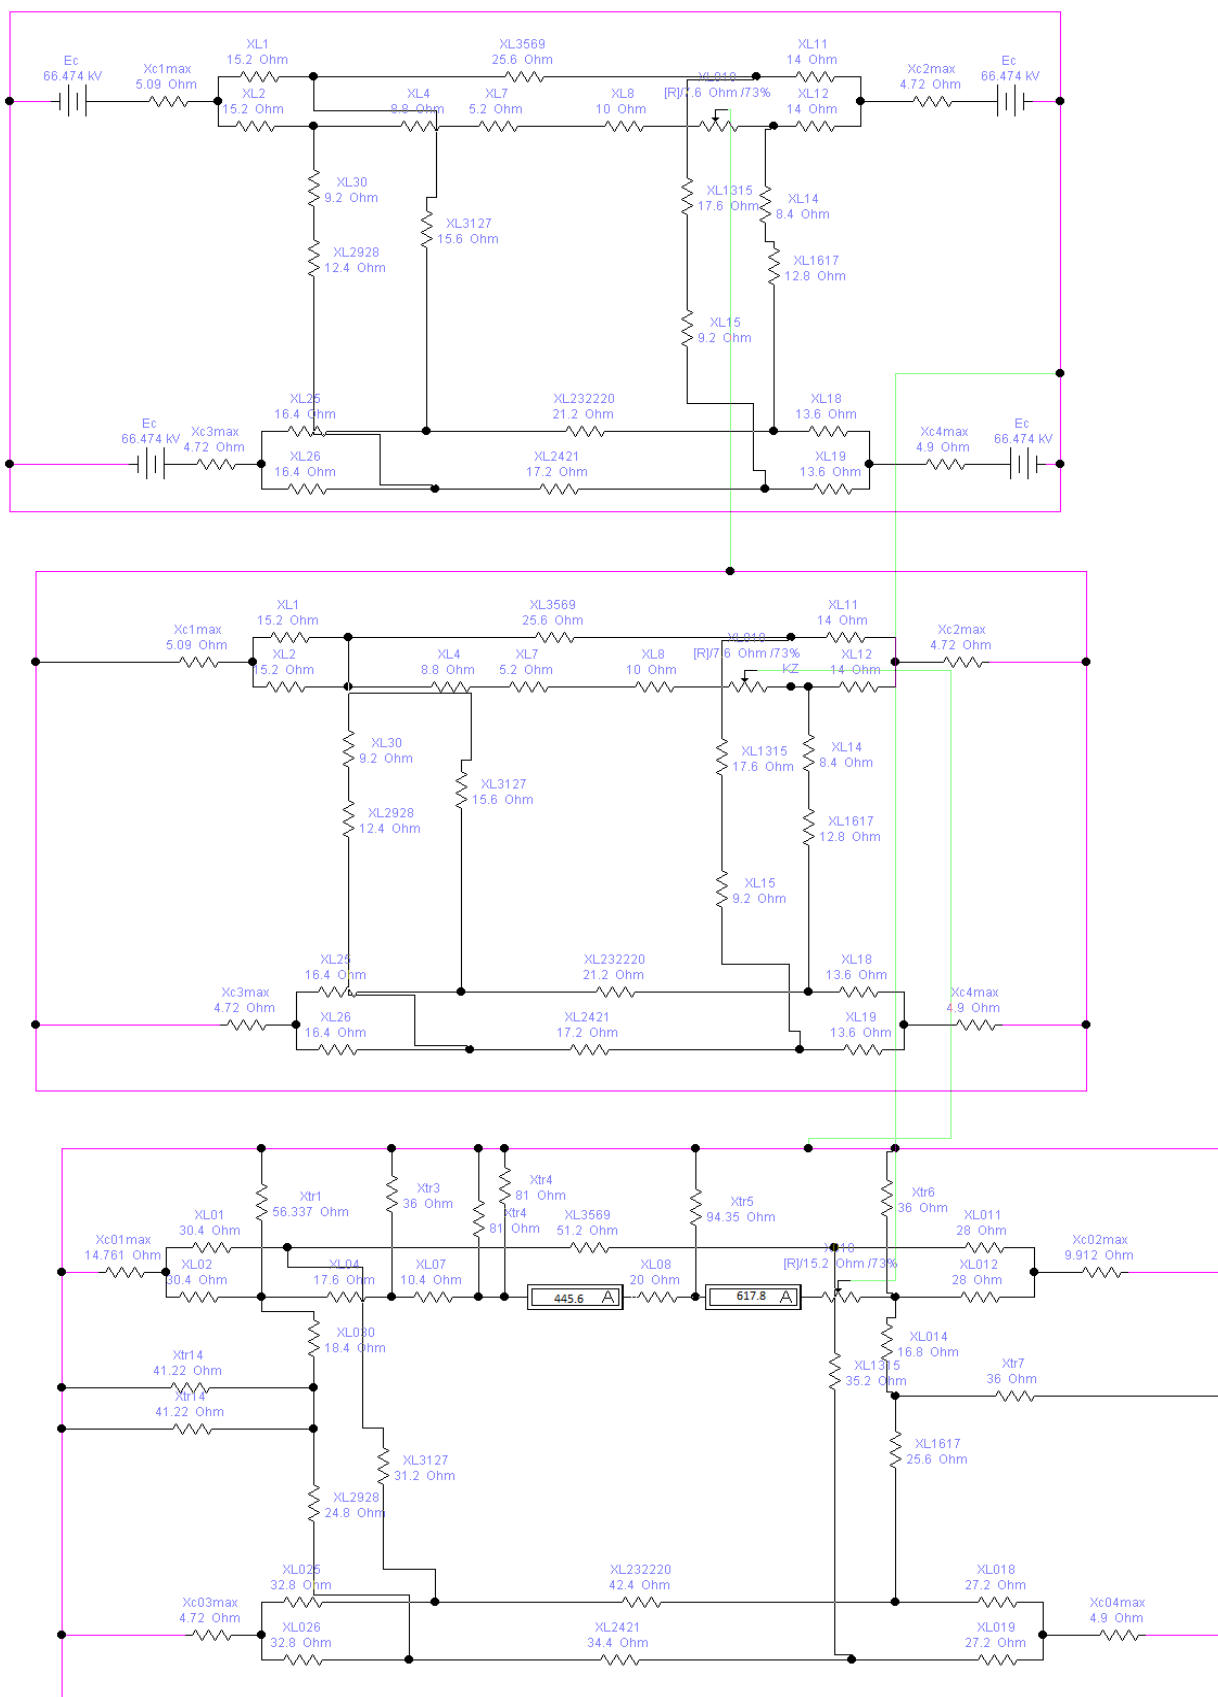 XL1
15.2 Ohm
XL3569
25.6 Ohm
XL11
14 Ohm
Ec
66.474 kV
Xc1max
5.09 Ohm
XL2
15.2 Ohm
XL4
8.8 Ohm
XL7
5.2 Ohm
XL8
10 Ohm
XL910
[R]/7.6 Ohm /73%
XL12
14 Ohm
Xc2max
4.72 Ohm
Ec
66.474 kV
XL30
9.2 Ohm
XL3127
15.6 Ohm
XL1315
17.6 Ohm
XL14
8.4 Ohm
XL2928
12.4 Ohm
XL1617
12.8 Ohm
XL15
9.2 Ohm
XL25
16.4 Ohm
XL232220
21.2 Ohm
XL18
13.6 Ohm
Ec
66.474 kV
Xc3max
4.72 Ohm
XL26
16.4 Ohm
XL2421
17.2 Ohm
XL19
13.6 Ohm
Xc4max
4.9 Ohm
Ec
66.474 kV
XL1
15.2 Ohm
XL3569
25.6 Ohm
XL11
14 Ohm
Xc1max
5.09 Ohm
XL2
15.2 Ohm
XL4
8.8 Ohm
XL7
5.2 Ohm
XL8
10 Ohm
XL910
[R]/7.6 Ohm /73%
KZ
XL12
14 Ohm
Xc2max
4.72 Ohm
XL30
9.2 Ohm
XL3127
15.6 Ohm
XL1315
17.6 Ohm
XL14
8.4 Ohm
XL2928
12.4 Ohm
XL1617
12.8 Ohm
XL15
9.2 Ohm
XL25
16.4 Ohm
XL232220
21.2 Ohm
XL18
13.6 Ohm
Xc3max
4.72 Ohm
XL26
16.4 Ohm
XL2421
17.2 Ohm
XL19
13.6 Ohm
Xc4max
4.9 Ohm
Xtr1
56.337 Ohm
Xtr3
36 Ohm
Xtr4
81 Ohm
Xtr4
81 Ohm
Xtr5
94.35 Ohm
Xtr6
36 Ohm
XL01
30.4 Ohm
XL3569
51.2 Ohm
XL011
28 Ohm
Xc01max
14.761 Ohm
XL02
30.4 Ohm
XL04
17.6 Ohm
XL07
10.4 Ohm
445.6 A
XL08
20 Ohm
617.8 A
[R]/15.2 Ohm /73%
XL012
28 Ohm
Xc02max
9.912 Ohm
XL030
18.4 Ohm
XL014
16.8 Ohm
Xtr14
41.22 Ohm
XL1315
35.2 Ohm
Xtr7
36 Ohm
Xtr14
41.22 Ohm
XL3127
31.2 Ohm
XL1617
25.6 Ohm
XL2928
24.8 Ohm
XL025
32.8 Ohm
XL232220
42.4 Ohm
XL018
27.2 Ohm
Xc03max
4.72 Ohm
XL026
32.8 Ohm
XL2421
34.4 Ohm
XL019
27.2 Ohm
Xc04max
4.9 Ohm